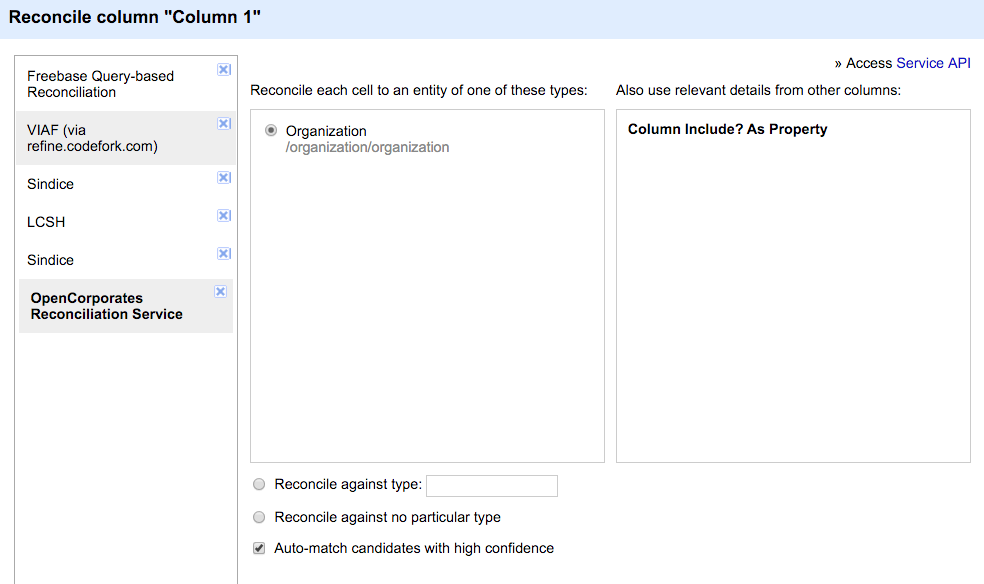 Reconcile column "Column 1"
Freebase Query-based
Reconciliation
VIAF (via
refine.codefork.com)
Sindice
LCSH
Sindice
OpenCorporates
Reconciliation Service
» Access Service API
Reconcile each cell to an entity of one of these types:
Organization
/organization/organization
Also use relevant details from other columns:
Column Include? As Property
Reconcile against type:
Reconcile against no particular type
Auto-match candidates with high confidence